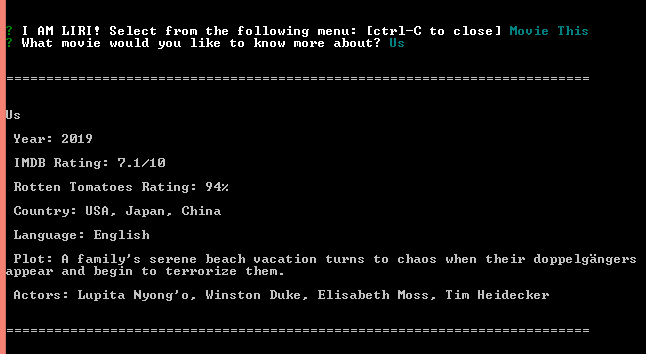 ? I AM LIRI! Select from the following menu: [ctrl-C to close] Movie This
? What movie would you like to know more about? Us
==========================================================================
Us
Year: 2019
IMDB Rating: 7.1/10
Rotten Tomatoes Rating: 94%
Country: USA, Japan, China
Language: English
Plot: A family's serene beach vacation turns to chaos when their doppelgängers
appear and begin to terrorize them.
Actors: Lupita Nyong'o, Winston Duke, Elisabeth Moss, Tim Heidecker
==========================================================================